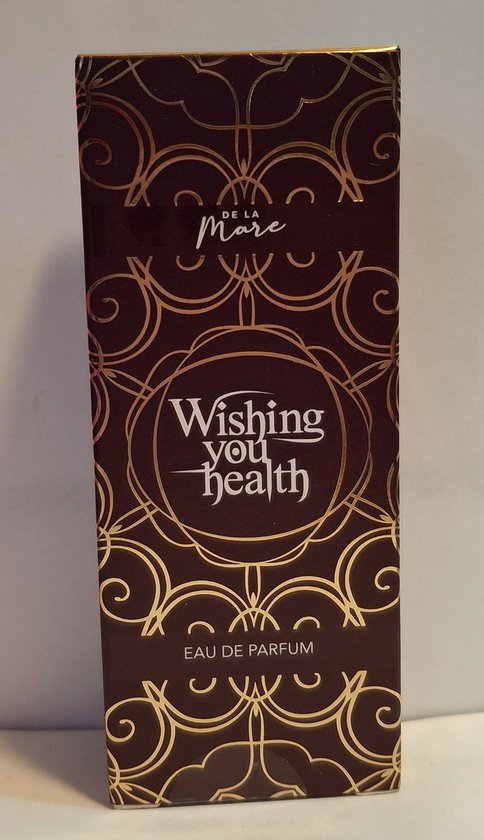 DE LA
Mare
Wishing
you
health
EAU DE PARFUM